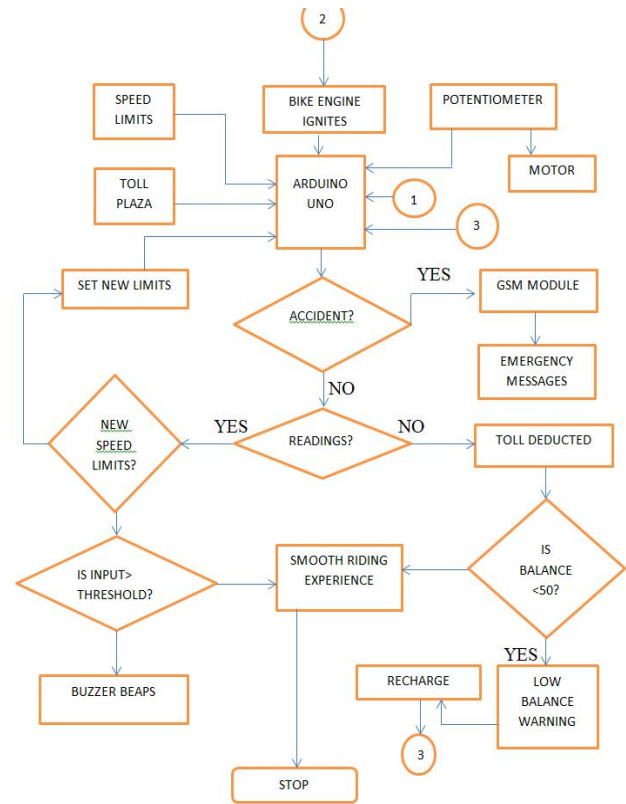 2
SPEED
LIMITS
BIKE ENGINE
IGNITES
POTENTIOMETER
MOTOR
TOLL
PLAZA
ARDUINO
UNO
1
3
SET NEW LIMITS
ACCIDENT?
YES
GSM MODULE
EMERGENCY
MESSAGES
NO
NEW
SPEED
LIMITS?
YES
READINGS?
NO
TOLL DEDUCTED
IS INPUT>
THRESHOLD?
SMOOTH RIDING
EXPERIENCE
IS
BALANCE
<50?
YES
BUZZER BEAPS
RECHARGE
LOW
BALANCE
WARNING
3
STOP